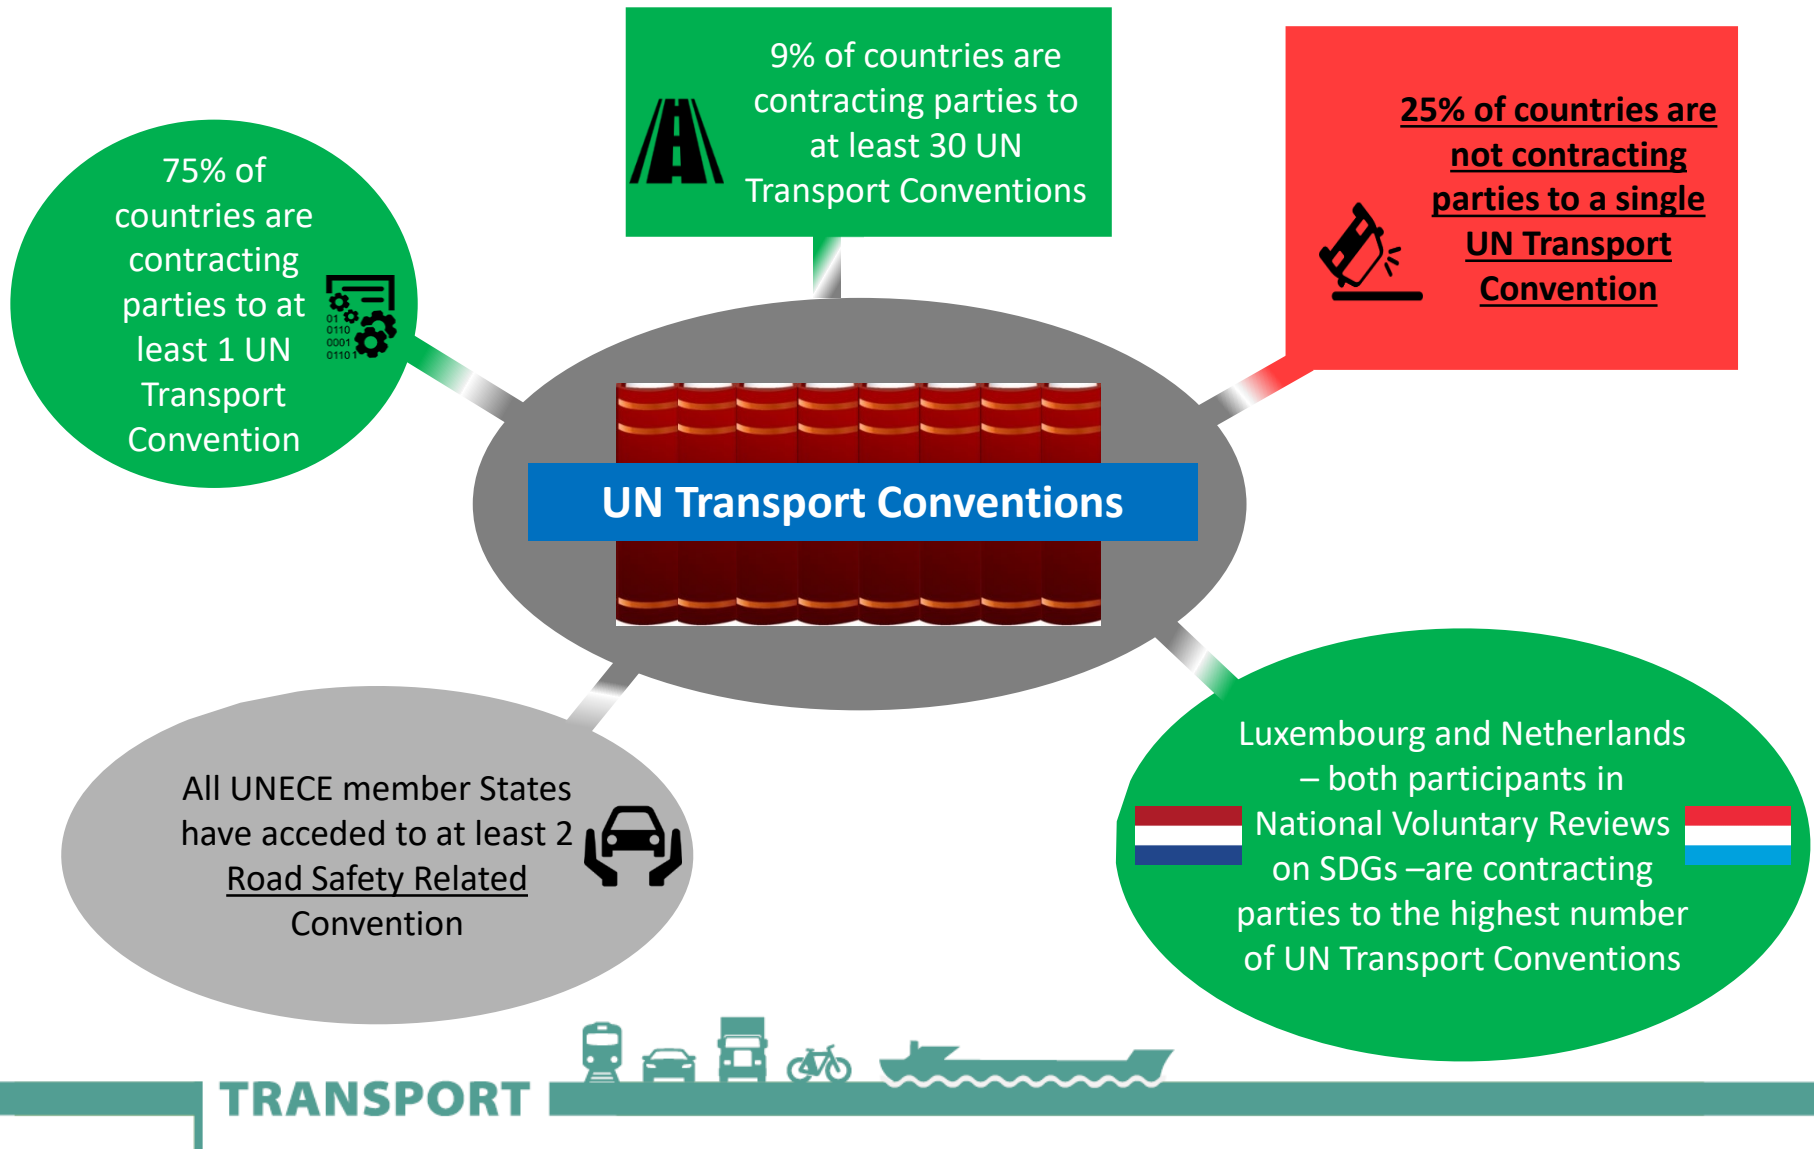 9% of countries are
contracting parties to
at least 30 UN
Transport Conventions
25% of countries are
not contracting
parties to a single
UN Transport
Convention
75% of
countries are
contracting
parties to at
least 1 UN
Transport
Convention
01
0110
0001
01101
UN Transport Conventions
All UNECE member States
have acceded to at least 2
Road Safety Related
Convention
Luxembourg and Netherlands
– both participants in
National Voluntary Reviews
on SDGs –are contracting
parties to the highest number
of UN Transport Conventions
TRANSPORT